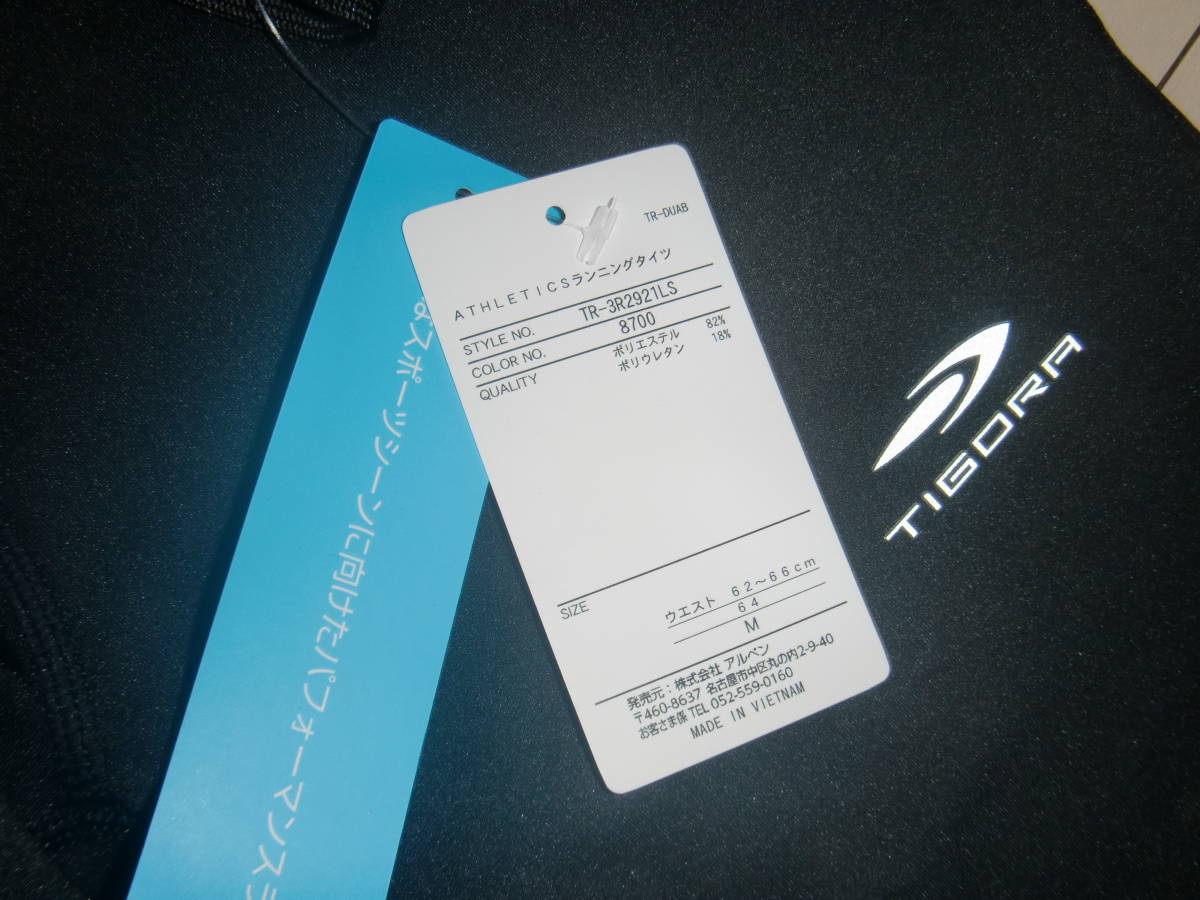 TR-DUAB
ATHLETICSランニングタイツ
STYLE NO. TR-3R2921LS
COLOR NO. 8700
QUALITY ポリエステル 82%
ポリウレタン 18%
SIZE ウエスト 62〜66cm
64
M
発売元:株式会社 アルペン
〒460-8637 名古屋市中区丸の内2-9-40
お客さま係 TEL 052-559-0160
MADE IN VIETNAM
スポーツシーンに向けたパフォーマンス
TIGORA